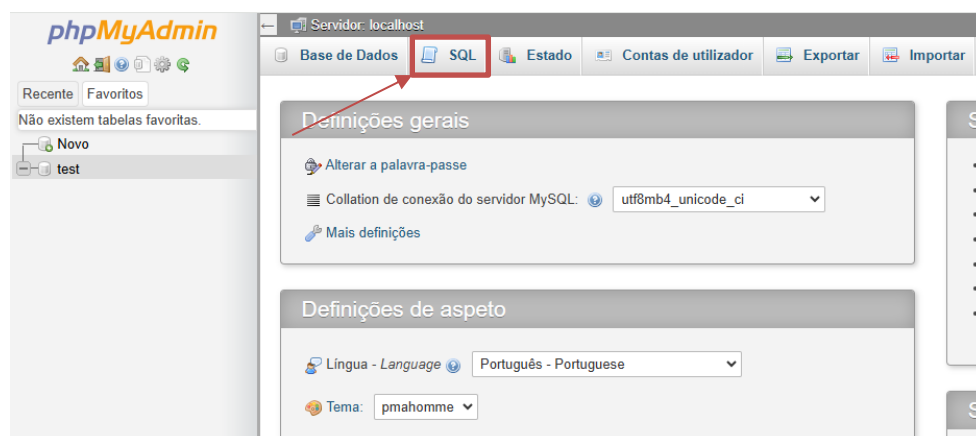 phpMyAdmin
Recente Favoritos
Não existem tabelas favoritas.
Novo
test
← Servidor: localhost
Base de Dados SQL Estado Contas de utilizador Exportar Importar
Definições gerais
Alterar a palavra-passe
Collation de conexão do servidor MySQL: utf8mb4_unicode_ci
Mais definições
Definições de aspeto
Língua - Language Português - Portuguese
Tema: pmahomme
S
S